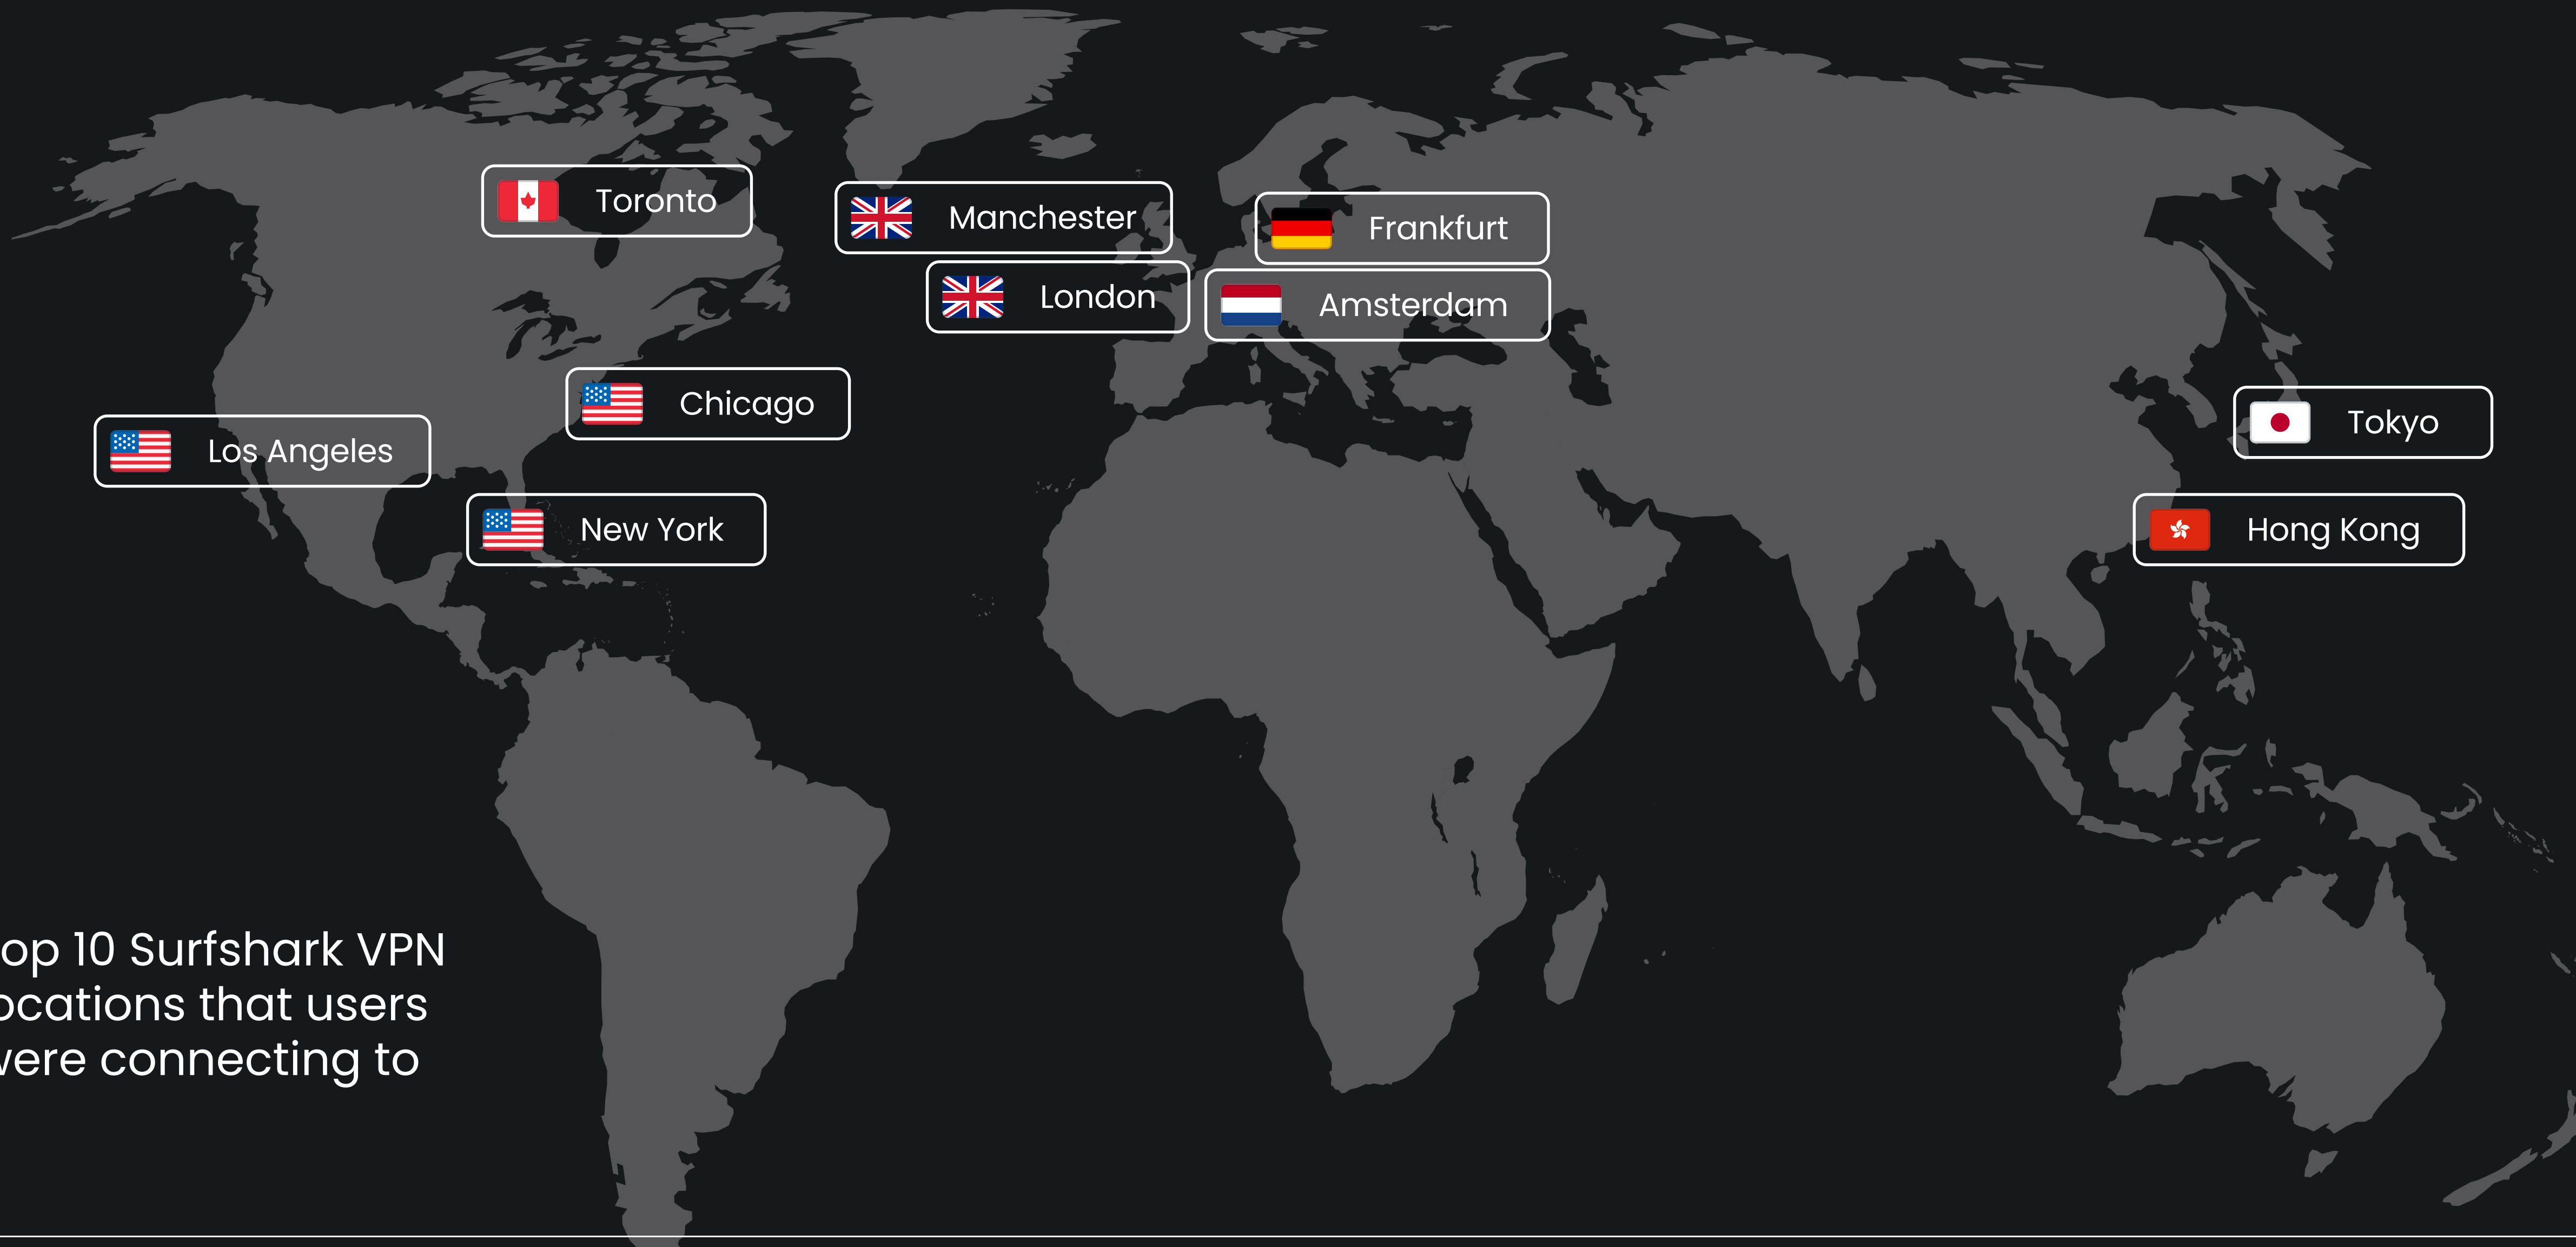 Toronto
Manchester
Frankfurt
London
Amsterdam
Chicago
Los Angeles
Tokyo
New York
Hong Kong
op 10 Surfshark VPN
ocations that users
were connecting to